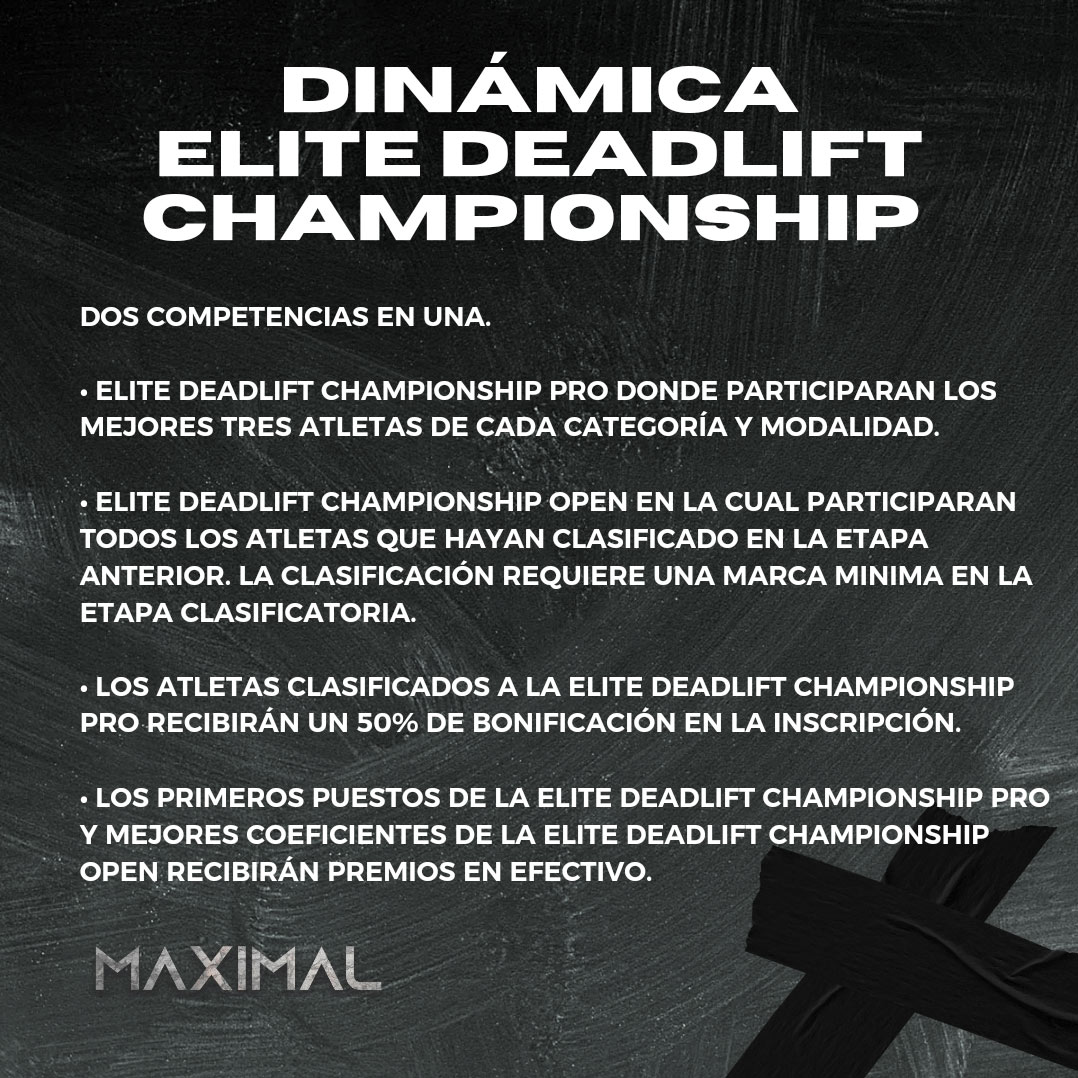 DINÁMICA
ELITE DEADLIFT
CHAMPIONSHIP
DOS COMPETENCIAS EN UNA.
• ELITE DEADLIFT CHAMPIONSHIP PRO DONDE PARTICIPARAN LOS
MEJORES TRES ATLETAS DE CADA CATEGORÍA Y MODALIDAD.
• ELITE DEADLIFT CHAMPIONSHIP OPEN EN LA CUAL PARTICIPARAN
TODOS LOS ATLETAS QUE HAYAN CLASIFICADO EN LA ETAPA
ANTERIOR. LA CLASIFICACIÓN REQUIERE UNA MARCA MINIMA EN LA
ETAPA CLASIFICATORIA.
• LOS ATLETAS CLASIFICADOS A LA ELITE DEADLIFT CHAMPIONSHIP
PRO RECIBIRÁN UN 50% DE BONIFICACIÓN EN LA INSCRIPCIÓN.
• LOS PRIMEROS PUESTOS DE LA ELITE DEADLIFT CHAMPIONSHIP PRO
Y MEJORES COEFICIENTES DE LA ELITE DEADLIFT CHAMPIONSHIP
OPEN RECIBIRÁN PREMIOS EN EFECTIVO.
MAXIMAL